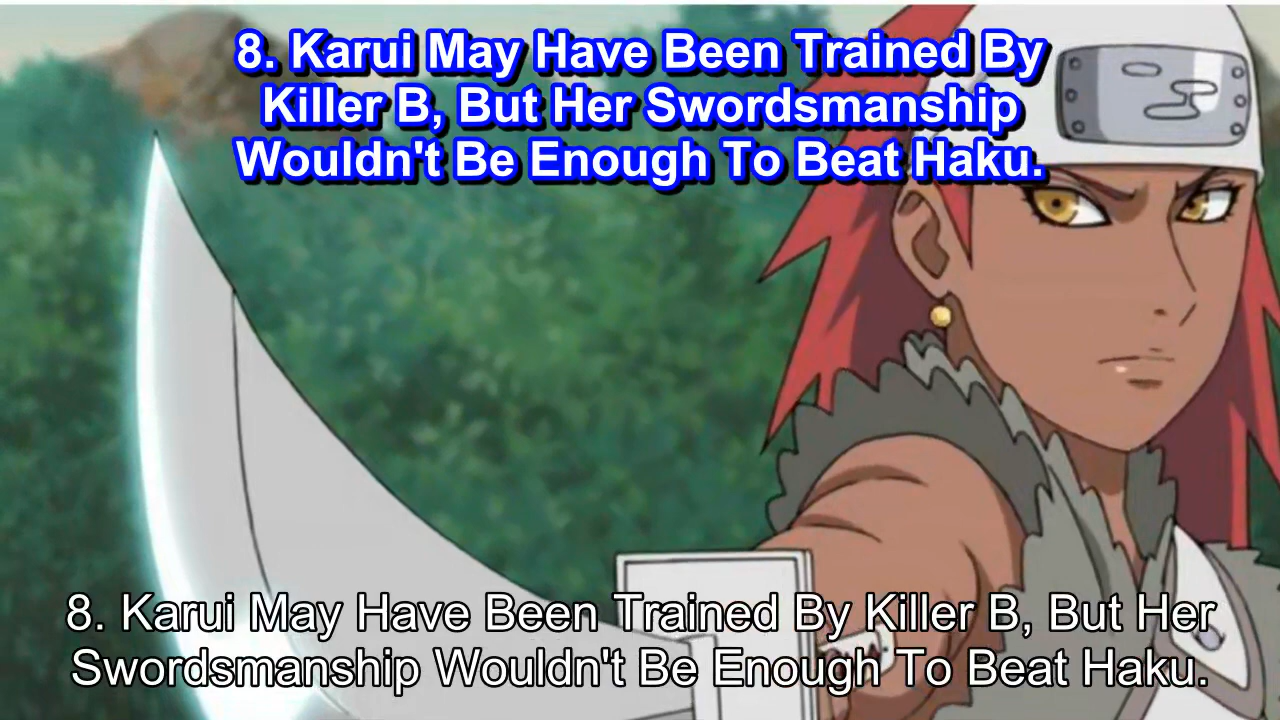 8. Karui May Have Been Trained By
Killer B, But Her Swordsmanship
Wouldn't Be Enough To Beat Haku.
8. Karui May Have Been Trained By Killer B, But Her
Swordsmanship Wouldn't Be Enough To Beat Haku.